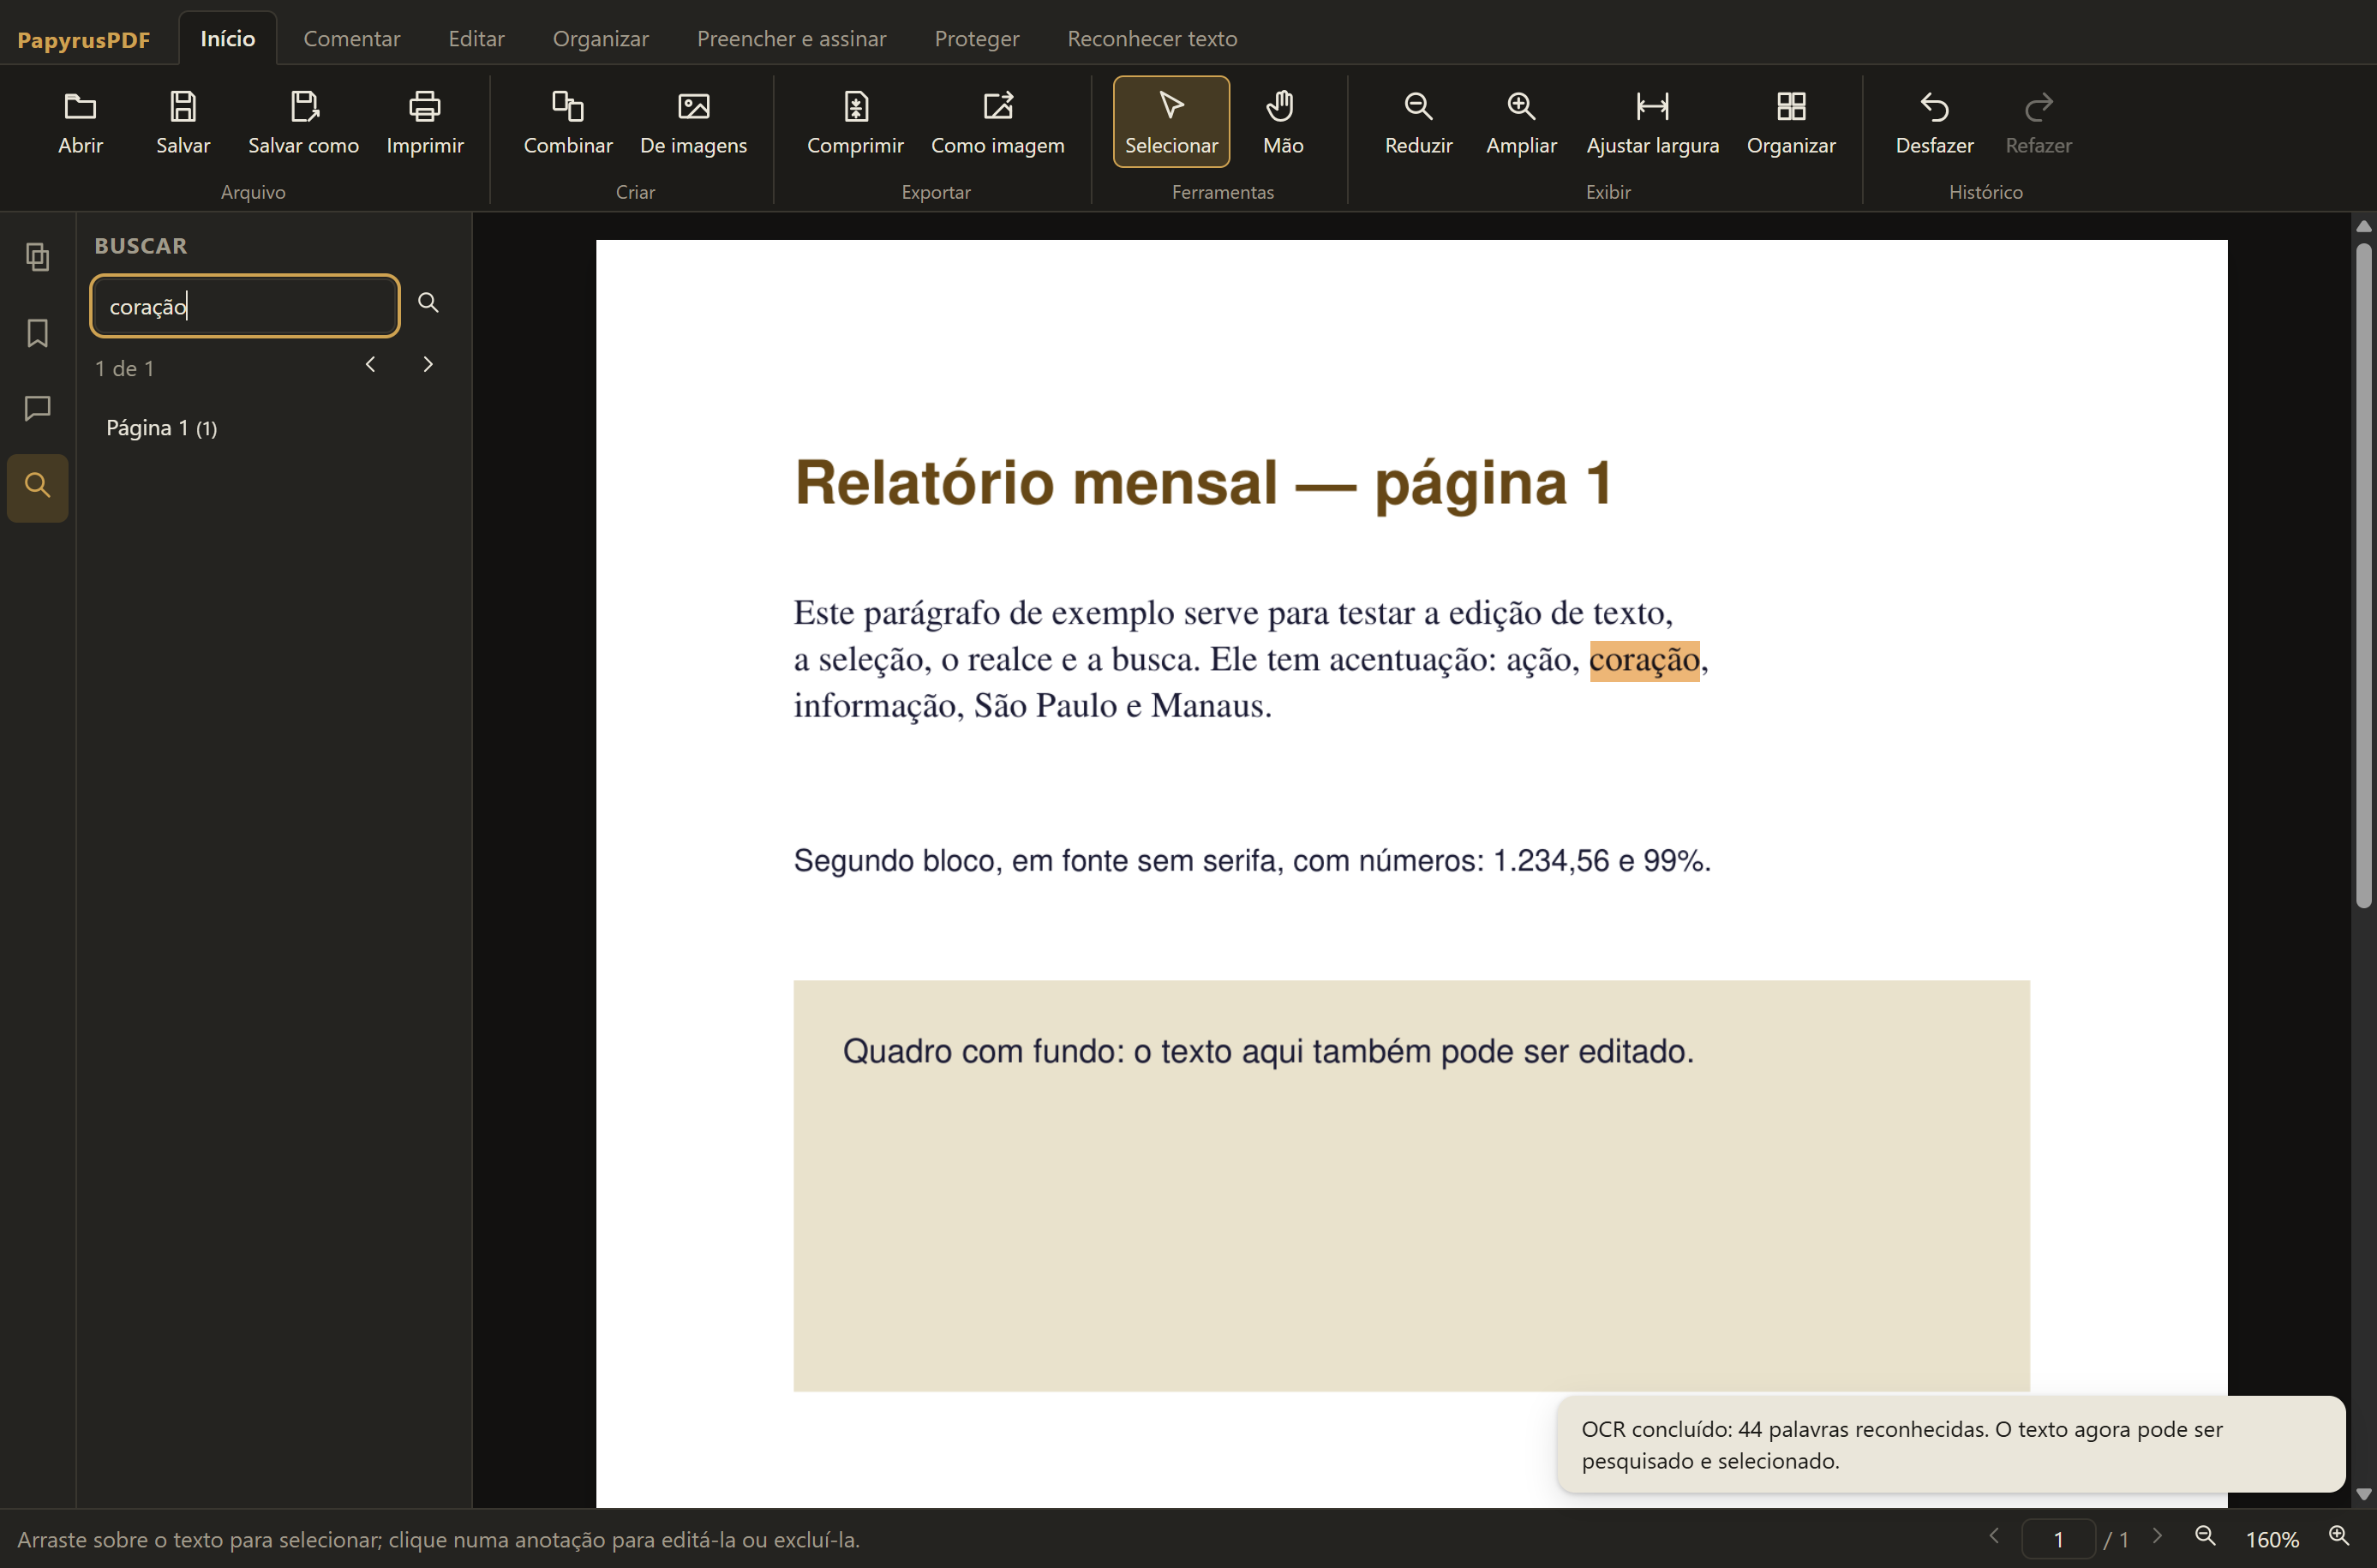 PapyrusPDF
Início
Comentar
Editar
Organizar
Preencher e assinar
Proteger
Reconhecer texto
Abrir
Salvar
Salvar como
Imprimir
Arquivo
Combinar
De imagens
Criar
Comprimir
Como imagem
Exportar
Selecionar
Mão
Ferramentas
Reduzir
Ampliar
Ajustar largura
Organizar
Exibir
Desfazer
Refazer
Histórico
BUSCAR
coração
1 de 1
Página 1 (1)
Relatório mensal — página 1
Este parágrafo de exemplo serve para testar a edição de texto,
a seleção, o realce e a busca. Ele tem acentuação: ação, coração,
informação, São Paulo e Manaus.
Segundo bloco, em fonte sem serifa, com números: 1.234,56 e 99%.
Quadro com fundo: o texto aqui também pode ser editado.
OCR concluído: 44 palavras reconhecidas. O texto agora pode ser
pesquisado e selecionado.
Arraste sobre o texto para selecionar; clique numa anotação para editá-la ou excluí-la.
1 / 1
160%